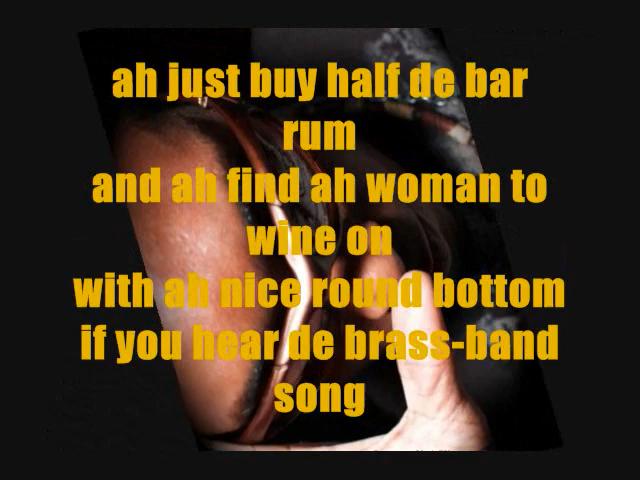 ah just buy half de bar
rum
and ah find ah woman to
wine on
with ah nice round bottom
if you hear de brass-band
song